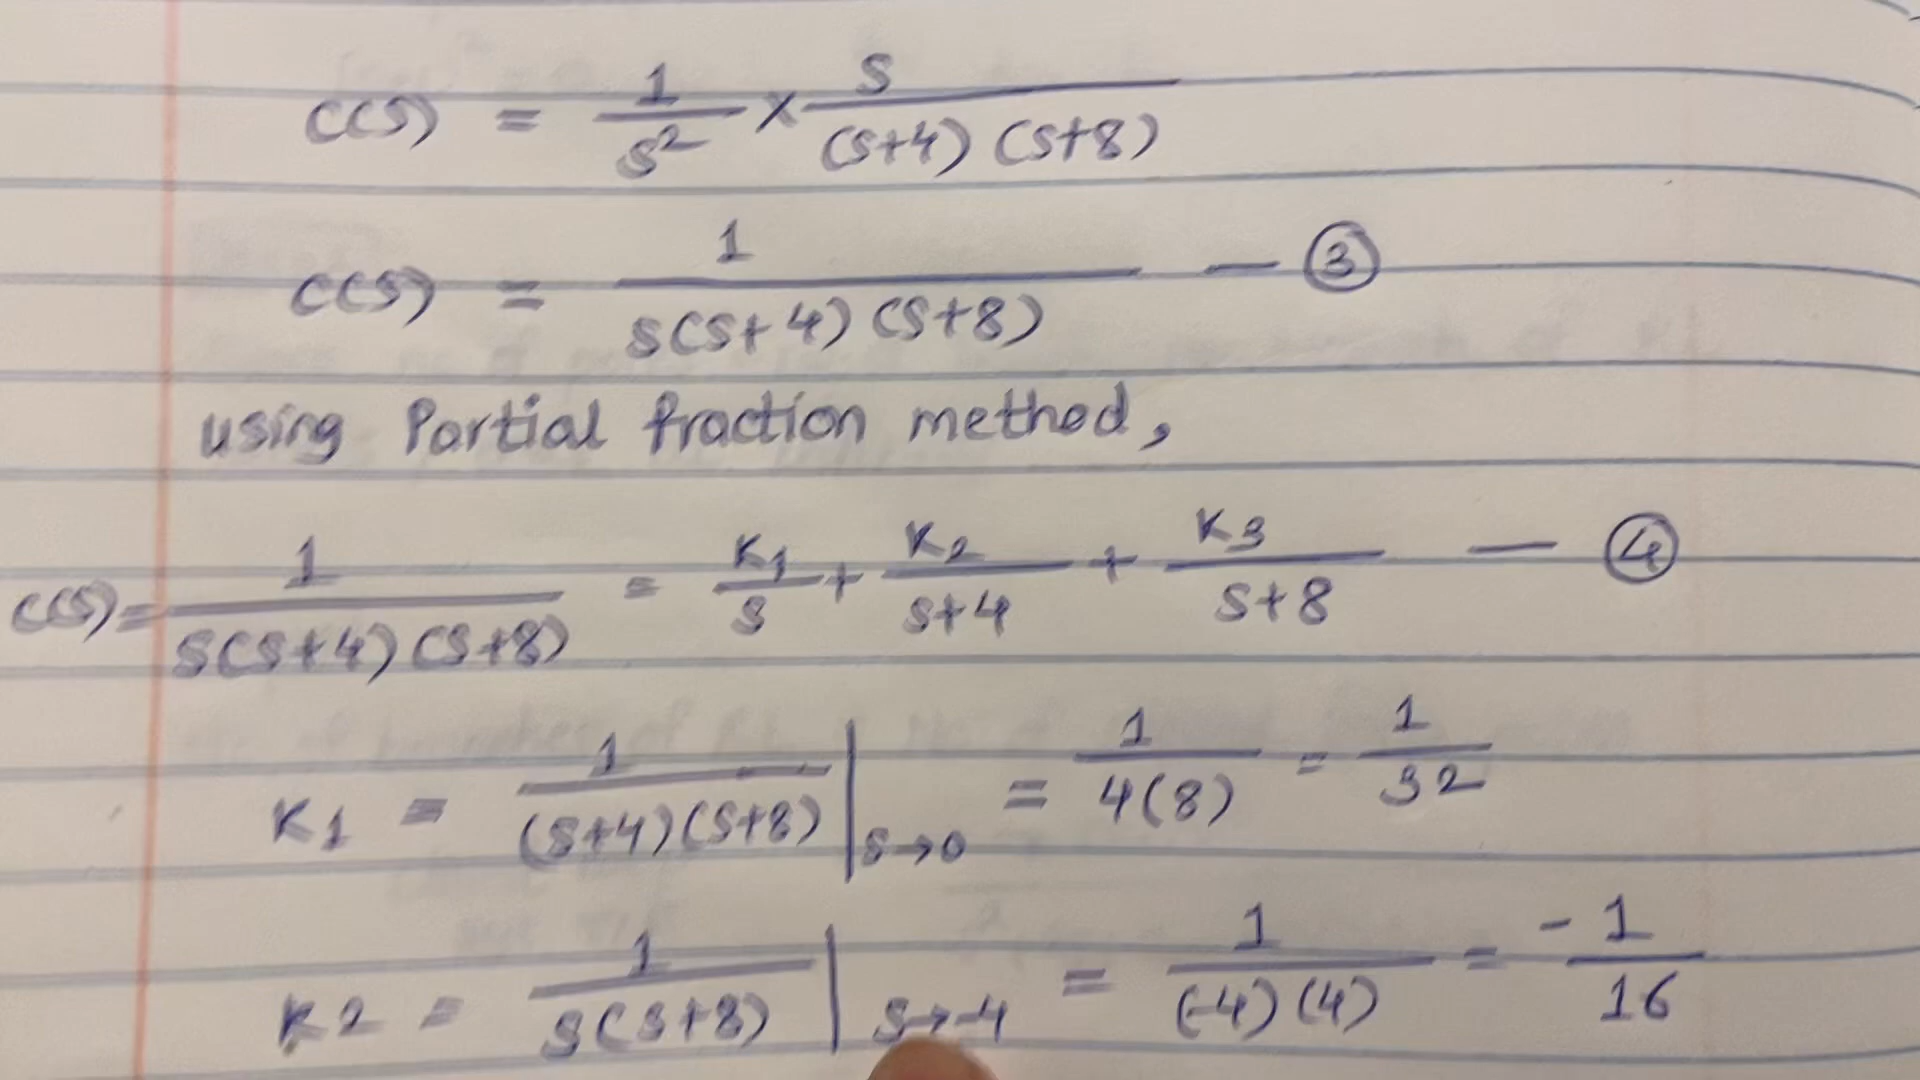 C(S) = 1/s² × S/((S+4)(S+8))
C(S) = 1/(s(s+4)(s+8)) — ③
using Partial fraction method,
C(S) = 1/(s(s+4)(s+8)) = K1/s + K2/(s+4) + K3/(s+8) — ④
K1 = 1/((s+4)(s+8)) | s→0 = 1/(4(8)) = 1/32
K2 = 1/(s(s+8)) | s→-4 = 1/((-4)(4)) = -1/16